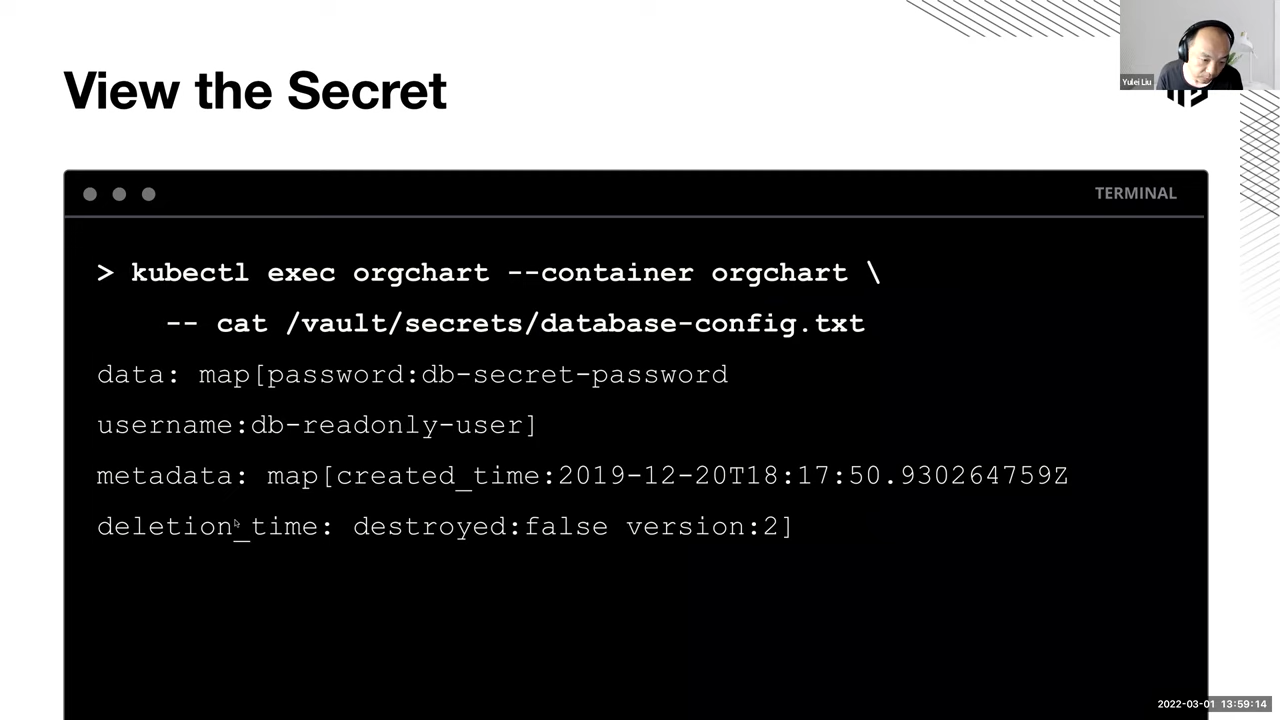 View the Secret
Yulei Liu
TERMINAL
> kubectl exec orgchart --container orgchart \
-- cat /vault/secrets/database-config.txt
data: map[password:db-secret-password
username:db-readonly-user]
metadata: map[created_time:2019-12-20T18:17:50.930264759Z
deletion_time: destroyed:false version:2]
2022-03-01 13:59:14